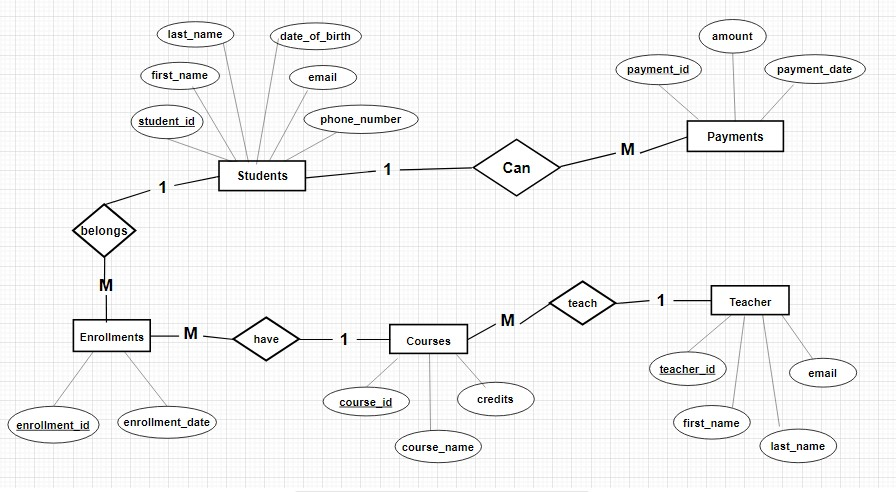 last_name
date_of_birth
amount
first_name
email
payment_id
payment_date
student_id
phone_number
Payments
Students
1
Can
M
1
belongs
M
teach
1
Teacher
M
Enrollments
M
have
1
Courses
teacher_id
email
course_id
credits
enrollment_id
enrollment_date
first_name
course_name
last_name